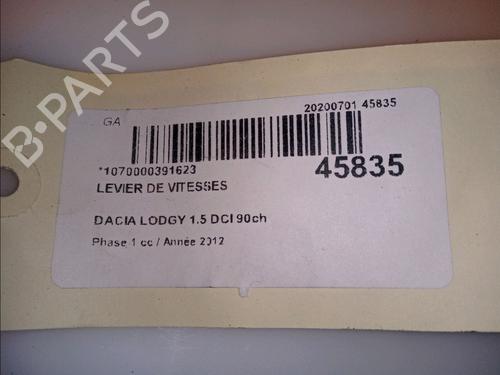 B-PARTS
GA
20200701 45835
*1070000391623
45835
LEVIER DE VITESSES
DACIA LODGY 1.5 DCI 90ch
Phase 1 cc / Année 2012